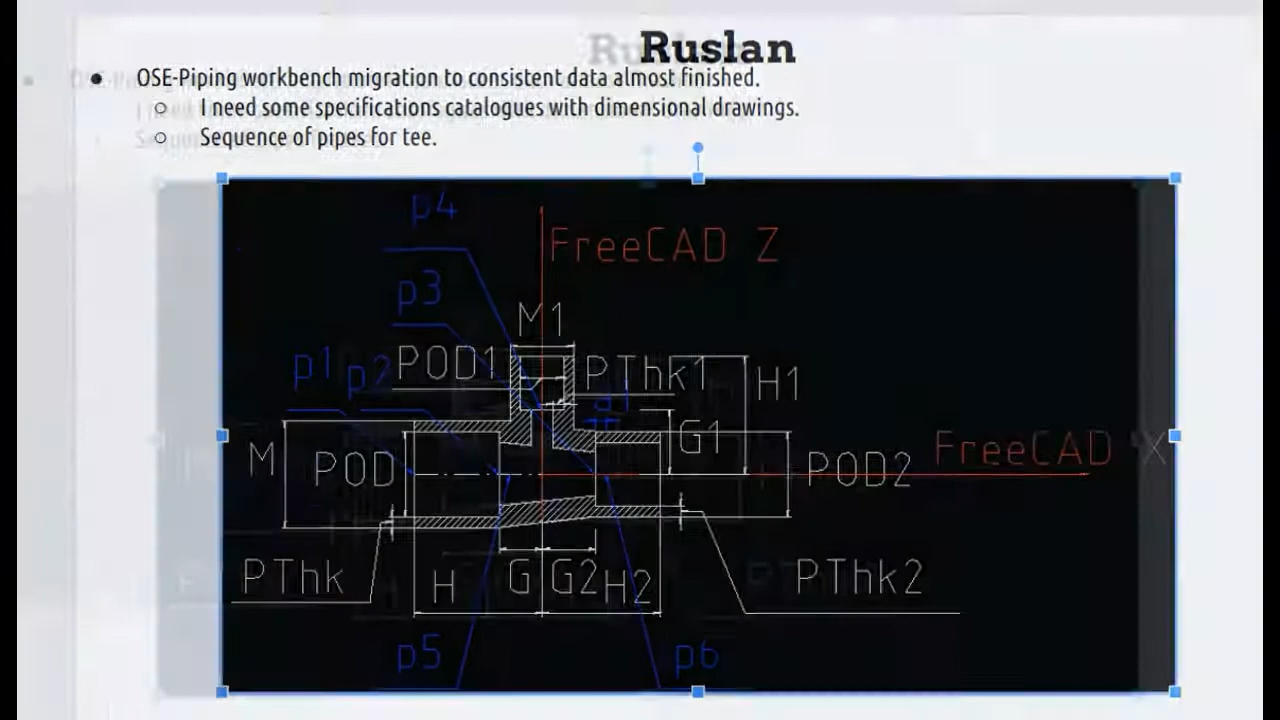 Ruslan
● OSE-Piping workbench migration to consistent data almost finished.
○ I need some specifications catalogues with dimensional drawings.
○ Sequence of pipes for tee.
p4
FreeCAD Z
p3
M1
p1 p2 POD1 PThk1 H1
a1
M POD G1 POD2 FreeCAD X
PThk H G G2 H2 PThk2
p5 p6